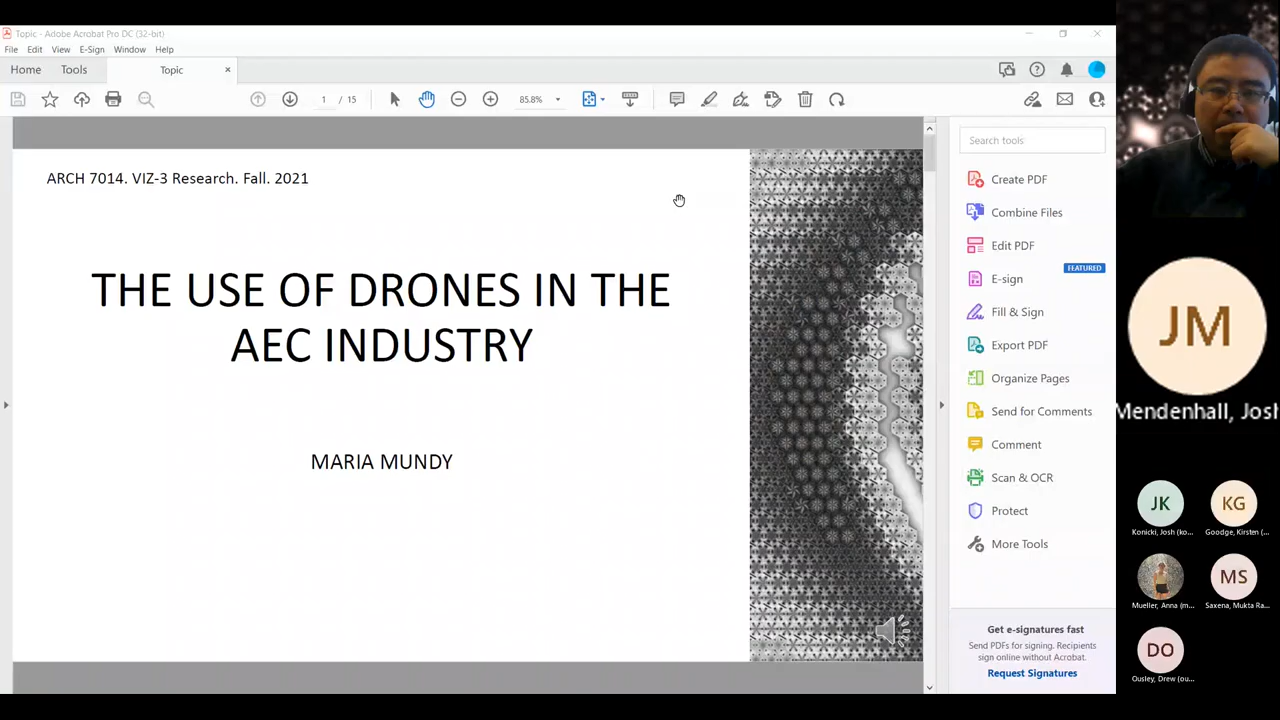 Topic - Adobe Acrobat Pro DC (32-bit)
File Edit View E-Sign Window Help
Home Tools Topic ×
1 / 15 85.8%
ARCH 7014. VIZ-3 Research. Fall. 2021
THE USE OF DRONES IN THE
AEC INDUSTRY
MARIA MUNDY
Search tools
Create PDF
Combine Files
Edit PDF
FEATURED
E-sign
Fill & Sign
Export PDF
Organize Pages
Send for Comments
Comment
Scan & OCR
Protect
More Tools
Get e-signatures fast
Send PDFs for signing. Recipients
sign online without Acrobat.
Request Signatures
JM
Mendenhall, Josh
JK KG
Konicki, Josh (ko... Goodge, Kirsten (...
MS
Mueller, Anna (m... Saxena, Mukta Ra...
DO
Ousley, Drew (ou...